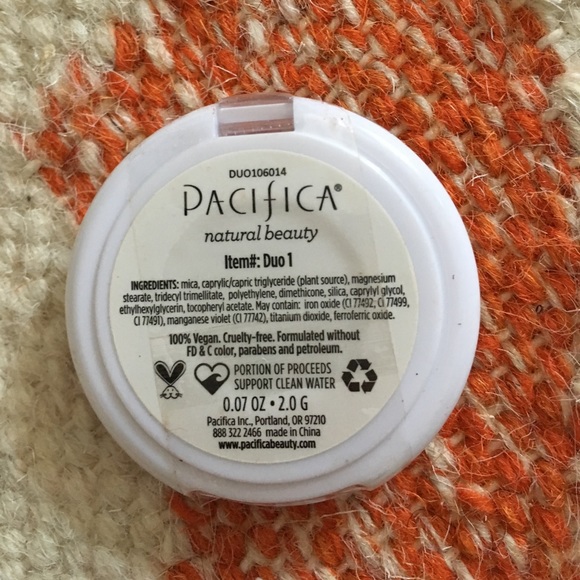 DUO106014
PACIFICA®
natural beauty
Item#: Duo 1
INGREDIENTS: mica, caprylic/capric triglyceride (plant source), magnesium
stearate, tridecyl trimellitate, polyethylene, dimethicone, silica, caprylyl glycol,
ethylhexylglycerin, tocopheryl acetate. May contain: iron oxide (CI 77492, CI 77499,
CI 77491), manganese violet (CI 77742), titanium dioxide, ferroferric oxide.
100% Vegan. Cruelty-free. Formulated without
FD & C color, parabens and petroleum.
PORTION OF PROCEEDS
SUPPORT CLEAN WATER
0.07 OZ • 2.0 G
Pacifica Inc., Portland, OR 97210
888 322 2466 made in China
www.pacificabeauty.com